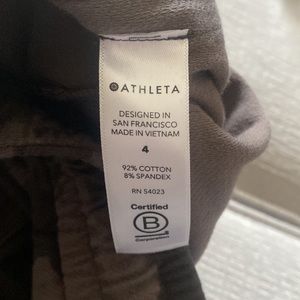 ATHLETA
DESIGNED IN
SAN FRANCISCO
MADE IN VIETNAM
4
92% COTTON
8% SPANDEX
RN 54023
Certified
B
Corporation